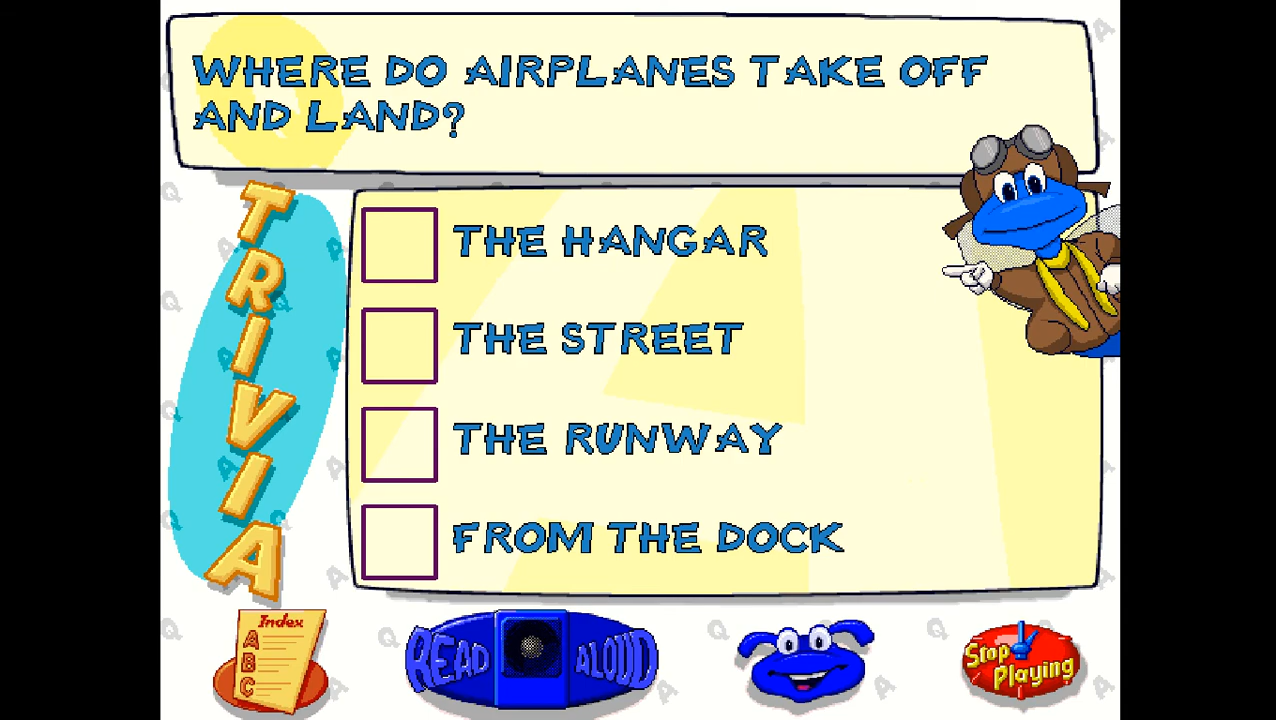 WHERE DO AIRPLANES TAKE OFF
AND LAND?
TRIVIA
THE HANGAR
THE STREET
THE RUNWAY
FROM THE DOCK
Index
A
B
C
READ ALOUD
Stop
Playing